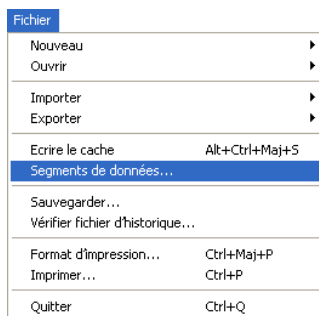 Fichier
Nouveau
Ouvrir
Importer
Exporter
Ecrire le cache Alt+Ctrl+Maj+S
Segments de données...
Sauvegarder...
Vérifier fichier d'historique...
Format d'impression... Ctrl+Maj+P
Imprimer... Ctrl+P
Quitter Ctrl+Q